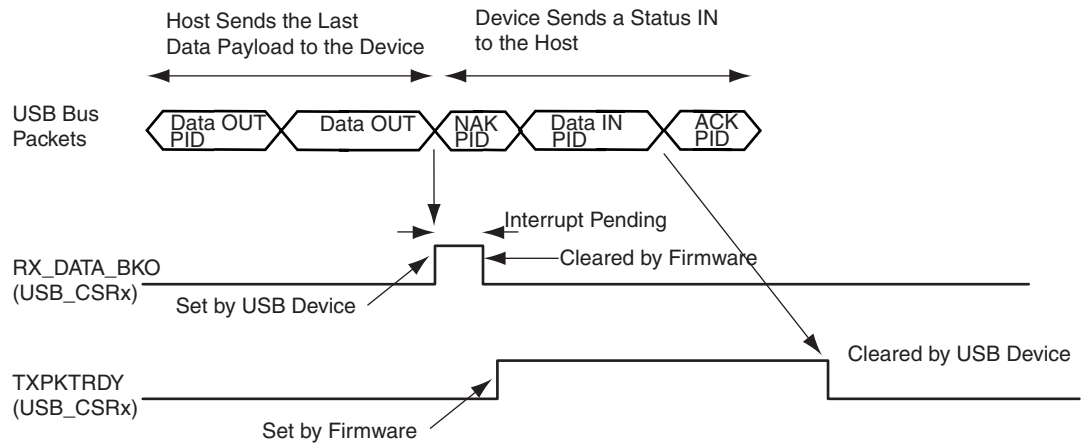 Host Sends the Last
Data Payload to the Device
Device Sends a Status IN
to the Host
USB Bus
Packets
Data OUT
PID
Data OUT
NAK
PID
Data IN
PID
ACK
PID
Interrupt Pending
RX_DATA_BKO
(USB_CSRx)
Cleared by Firmware
Set by USB Device
Cleared by USB Device
TXPKTRDY
(USB_CSRx)
Set by Firmware